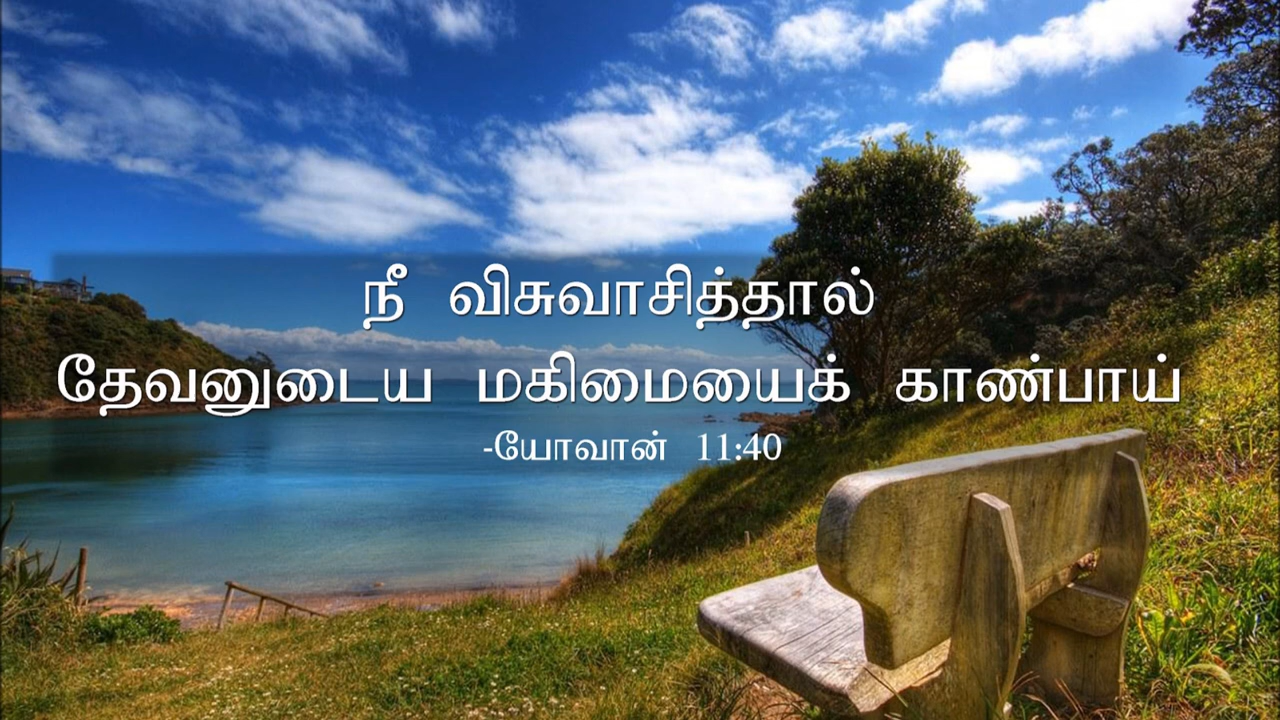 நீ விசுவாசித்தால்
தேவனுடைய மகிமையைக் காண்பாய்
-யோவான் 11:40